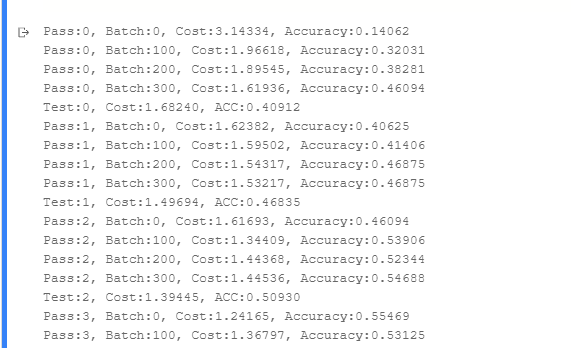 Pass:0, Batch:0, Cost:3.14334, Accuracy:0.14062
Pass:0, Batch:100, Cost:1.96618, Accuracy:0.32031
Pass:0, Batch:200, Cost:1.89545, Accuracy:0.38281
Pass:0, Batch:300, Cost:1.61936, Accuracy:0.46094
Test:0, Cost:1.68240, ACC:0.40912
Pass:1, Batch:0, Cost:1.62382, Accuracy:0.40625
Pass:1, Batch:100, Cost:1.59502, Accuracy:0.41406
Pass:1, Batch:200, Cost:1.54317, Accuracy:0.46875
Pass:1, Batch:300, Cost:1.53217, Accuracy:0.46875
Test:1, Cost:1.49694, ACC:0.46835
Pass:2, Batch:0, Cost:1.61693, Accuracy:0.46094
Pass:2, Batch:100, Cost:1.34409, Accuracy:0.53906
Pass:2, Batch:200, Cost:1.44368, Accuracy:0.52344
Pass:2, Batch:300, Cost:1.44536, Accuracy:0.54688
Test:2, Cost:1.39445, ACC:0.50930
Pass:3, Batch:0, Cost:1.24165, Accuracy:0.55469
Pass:3, Batch:100, Cost:1.36797, Accuracy:0.53125